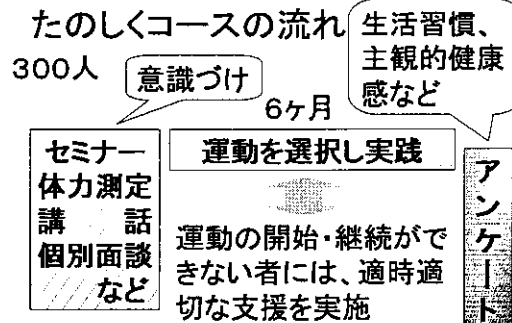 たのしくコースの流れ
300人
意識づけ
6ヶ月
生活習慣、
主観的健康
感など
セミナー
体力測定
講　話
個別面談
など
運動を選択し実践
運動の開始・継続がで
きない者には、適時適
切な支援を実施
アンケート